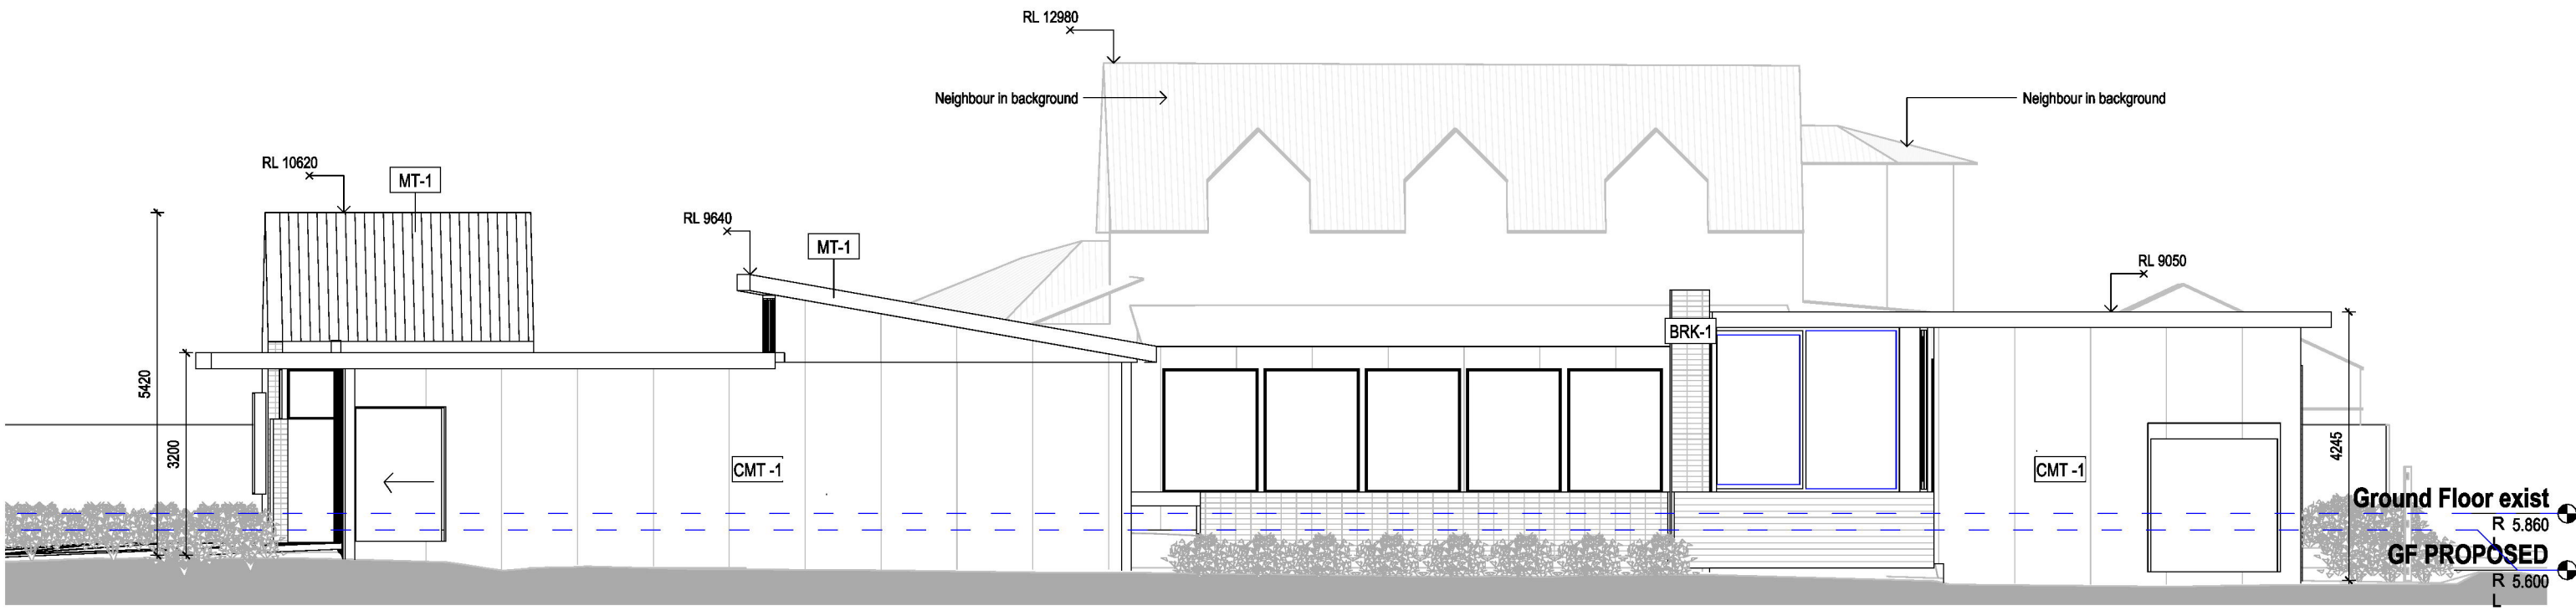 RL 12980
Neighbour in background
Neighbour in background
RL 10620
MT-1
RL 9640
MT-1
RL 9050
BRK-1
5420
3200
CMT -1
CMT -1
4245
Ground Floor exist
R 5.860
L
GF PROPOSED
R 5.600
L